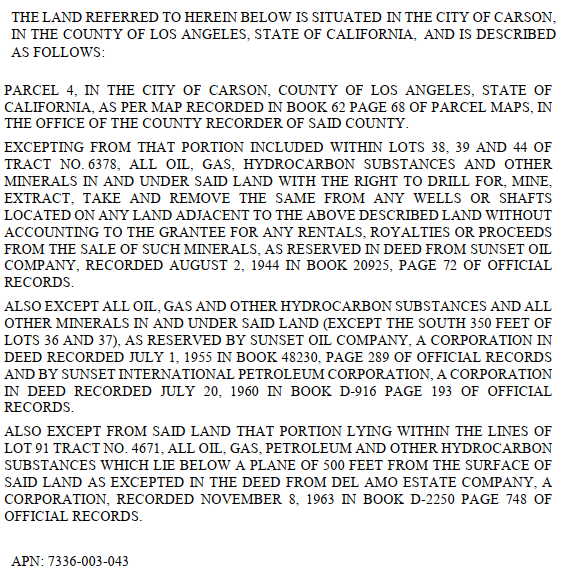 THE LAND REFERRED TO HEREIN BELOW IS SITUATED IN THE CITY OF CARSON,
IN THE COUNTY OF LOS ANGELES, STATE OF CALIFORNIA, AND IS DESCRIBED
AS FOLLOWS:
PARCEL 4, IN THE CITY OF CARSON, COUNTY OF LOS ANGELES, STATE OF
CALIFORNIA, AS PER MAP RECORDED IN BOOK 62 PAGE 68 OF PARCEL MAPS, IN
THE OFFICE OF THE COUNTY RECORDER OF SAID COUNTY.
EXCEPTING FROM THAT PORTION INCLUDED WITHIN LOTS 38, 39 AND 44 OF
TRACT NO. 6378, ALL OIL, GAS, HYDROCARBON SUBSTANCES AND OTHER
MINERALS IN AND UNDER SAID LAND WITH THE RIGHT TO DRILL FOR, MINE,
EXTRACT, TAKE AND REMOVE THE SAME FROM ANY WELLS OR SHAFTS
LOCATED ON ANY LAND ADJACENT TO THE ABOVE DESCRIBED LAND WITHOUT
ACCOUNTING TO THE GRANTEE FOR ANY RENTALS, ROYALTIES OR PROCEEDS
FROM THE SALE OF SUCH MINERALS, AS RESERVED IN DEED FROM SUNSET OIL
COMPANY, RECORDED AUGUST 2, 1944 IN BOOK 20925, PAGE 72 OF OFFICIAL
RECORDS.
ALSO EXCEPT ALL OIL, GAS AND OTHER HYDROCARBON SUBSTANCES AND ALL
OTHER MINERALS IN AND UNDER SAID LAND (EXCEPT THE SOUTH 350 FEET OF
LOTS 36 AND 37), AS RESERVED BY SUNSET OIL COMPANY, A CORPORATION IN
DEED RECORDED JULY 1, 1955 IN BOOK 48230, PAGE 289 OF OFFICIAL RECORDS
AND BY SUNSET INTERNATIONAL PETROLEUM CORPORATION, A CORPORATION
IN DEED RECORDED JULY 20, 1960 IN BOOK D-916 PAGE 193 OF OFFICIAL
RECORDS.
ALSO EXCEPT FROM SAID LAND THAT PORTION LYING WITHIN THE LINES OF
LOT 91 TRACT NO. 4671, ALL OIL, GAS, PETROLEUM AND OTHER HYDROCARBON
SUBSTANCES WHICH LIE BELOW A PLANE OF 500 FEET FROM THE SURFACE OF
SAID LAND AS EXCEPTED IN THE DEED FROM DEL AMO ESTATE COMPANY, A
CORPORATION, RECORDED NOVEMBER 8, 1963 IN BOOK D-2250 PAGE 748 OF
OFFICIAL RECORDS.
APN: 7336-003-043